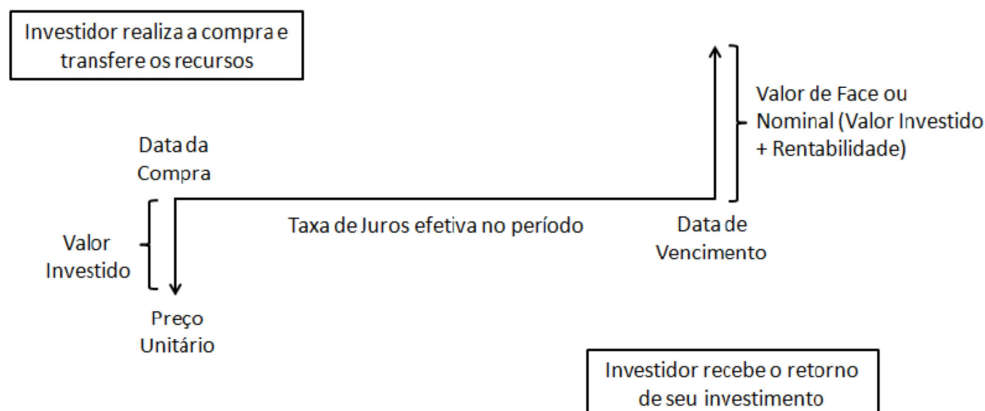 Investidor realiza a compra e
transfere os recursos
Valor de Face ou
Nominal (Valor Investido
+ Rentabilidade)
Data da
Compra
Taxa de Juros efetiva no período
Data de
Vencimento
Valor
Investido
Preço
Unitário
Investidor recebe o retorno
de seu investimento